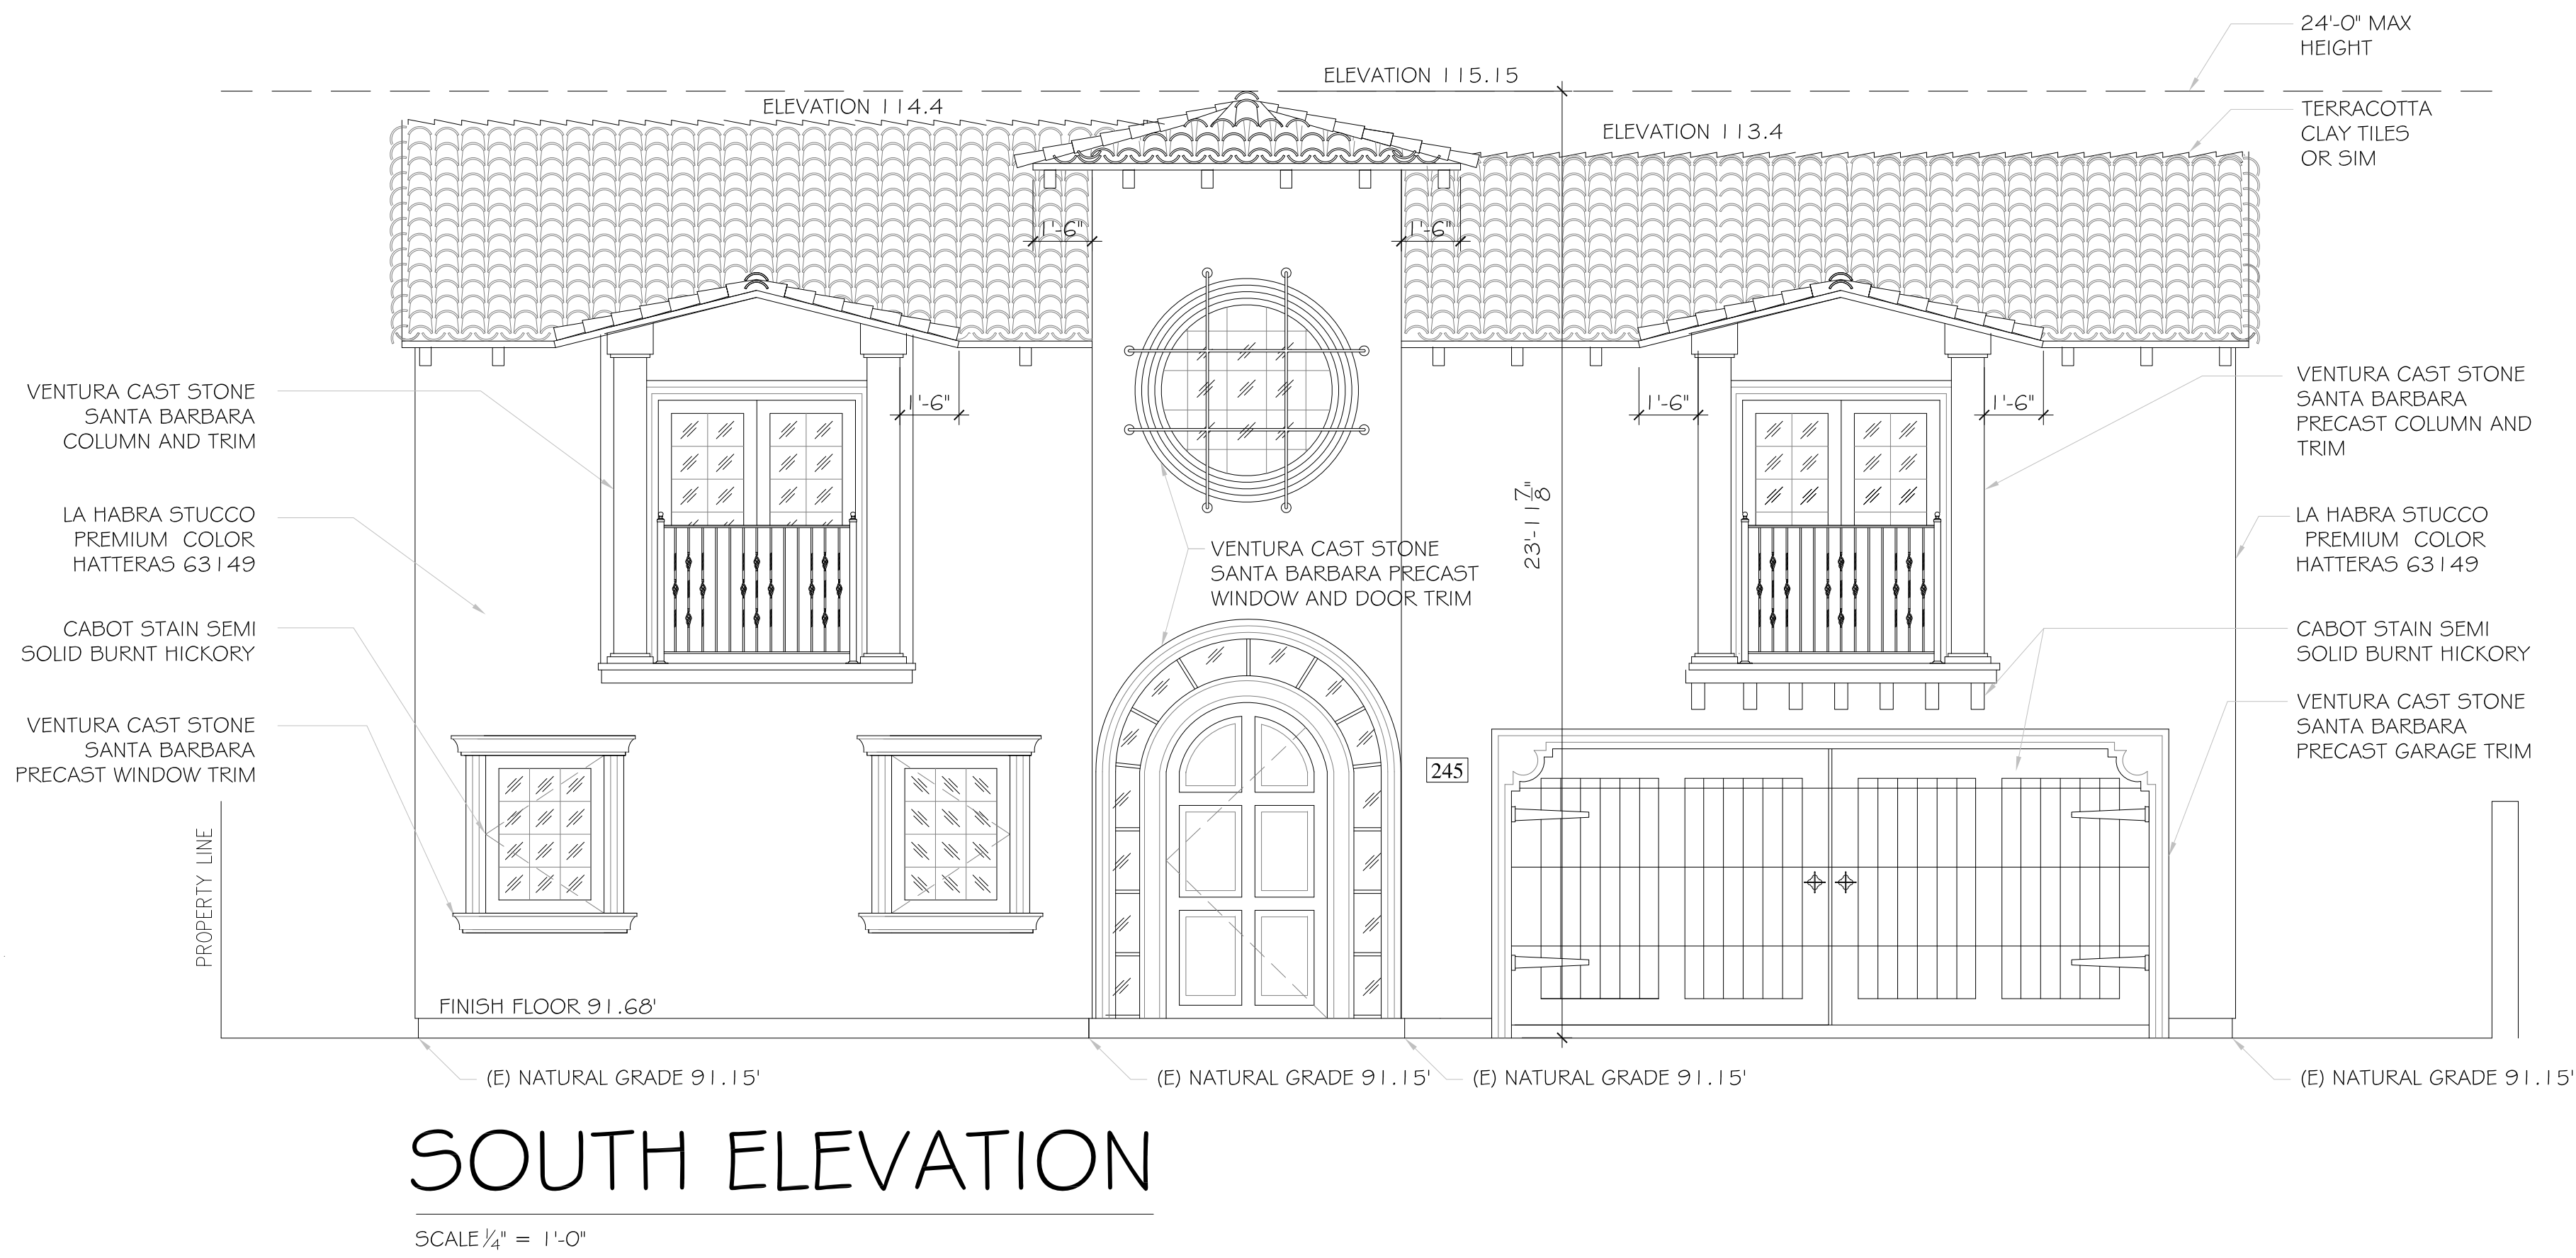 24'-0" MAX
HEIGHT
ELEVATION 115.15
ELEVATION 114.4
ELEVATION 113.4
TERRACOTTA
CLAY TILES
OR SIM
1'-6"
1'-6"
1'-6"
1'-6"
1'-6"
VENTURA CAST STONE
SANTA BARBARA
COLUMN AND TRIM
LA HABRA STUCCO
PREMIUM COLOR
HATTERAS 63149
CABOT STAIN SEMI
SOLID BURNT HICKORY
VENTURA CAST STONE
SANTA BARBARA
PRECAST WINDOW TRIM
VENTURA CAST STONE
SANTA BARBARA PRECAST
WINDOW AND DOOR TRIM
23'-11 7/8"
VENTURA CAST STONE
SANTA BARBARA
PRECAST COLUMN AND
TRIM
LA HABRA STUCCO
PREMIUM COLOR
HATTERAS 63149
CABOT STAIN SEMI
SOLID BURNT HICKORY
VENTURA CAST STONE
SANTA BARBARA
PRECAST GARAGE TRIM
245
PROPERTY LINE
FINISH FLOOR 91.68'
(E) NATURAL GRADE 91.15'
(E) NATURAL GRADE 91.15'
(E) NATURAL GRADE 91.15'
(E) NATURAL GRADE 91.15'
SOUTH ELEVATION
SCALE 1/4" = 1'-0"